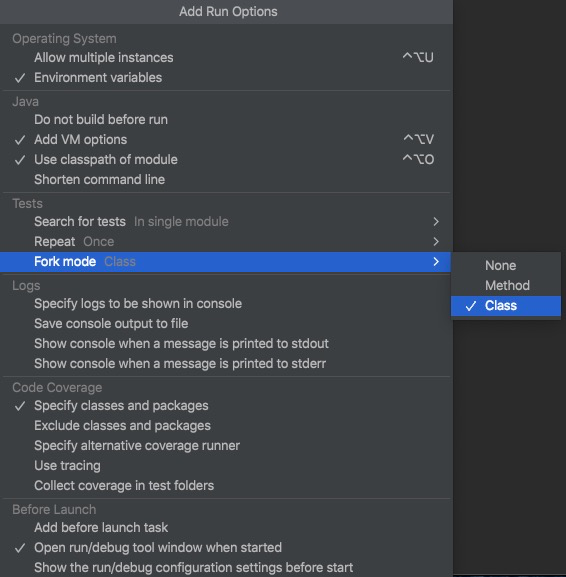 Add Run Options
Operating System
Allow multiple instances ^⌥U
✓ Environment variables
Java
Do not build before run
✓ Add VM options ^⌥V
✓ Use classpath of module ^⌥O
Shorten command line
Tests
Search for tests In single module >
Repeat Once >
Fork mode Class >
None
Method
✓ Class
Logs
Specify logs to be shown in console
Save console output to file
Show console when a message is printed to stdout
Show console when a message is printed to stderr
Code Coverage
✓ Specify classes and packages
Exclude classes and packages
Specify alternative coverage runner
Use tracing
Collect coverage in test folders
Before Launch
Add before launch task
✓ Open run/debug tool window when started
Show the run/debug configuration settings before start